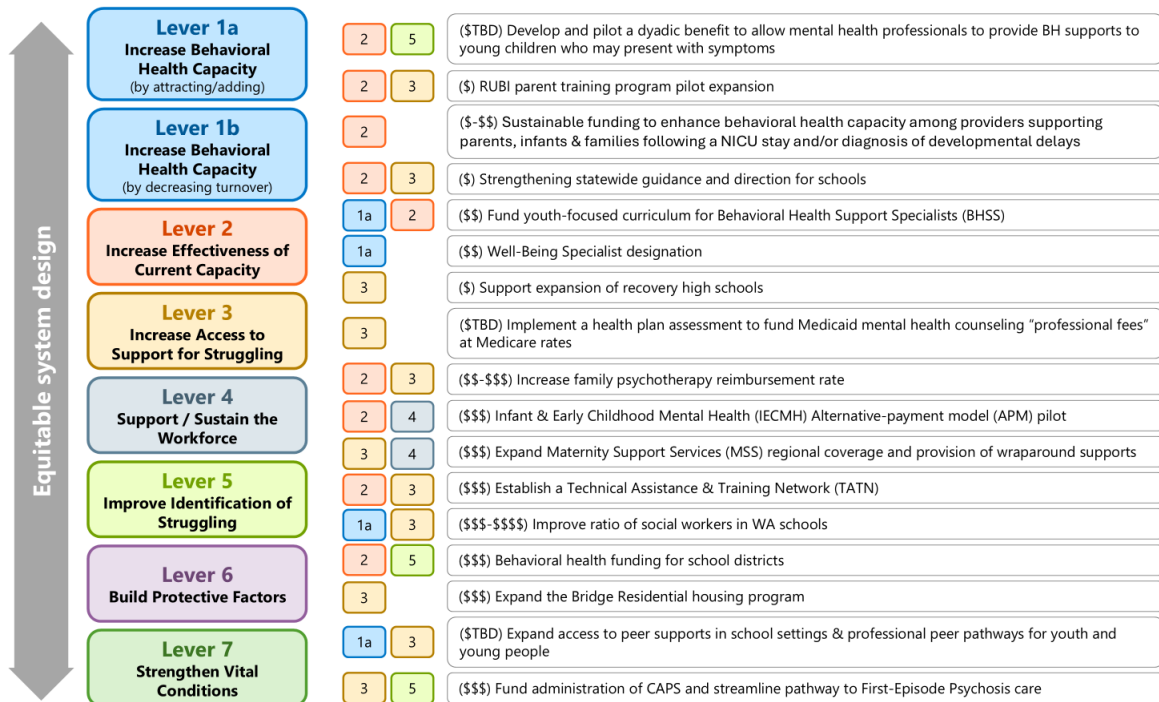 Equitable system design
Lever 1a
Increase Behavioral
Health Capacity
(by attracting/adding)
Lever 1b
Increase Behavioral
Health Capacity
(by decreasing turnover)
Lever 2
Increase Effectiveness of
Current Capacity
Lever 3
Increase Access to
Support for Struggling
Lever 4
Support / Sustain the
Workforce
Lever 5
Improve Identification of
Struggling
Lever 6
Build Protective Factors
Lever 7
Strengthen Vital
Conditions
2 5 ($TBD) Develop and pilot a dyadic benefit to allow mental health professionals to provide BH supports to
young children who may present with symptoms
2 3 ($) RUBI parent training program pilot expansion
2 ($-$$) Sustainable funding to enhance behavioral health capacity among providers supporting
parents, infants & families following a NICU stay and/or diagnosis of developmental delays
2 3 ($) Strengthening statewide guidance and direction for schools
1a 2 ($$) Fund youth-focused curriculum for Behavioral Health Support Specialists (BHSS)
1a ($$) Well-Being Specialist designation
3 ($) Support expansion of recovery high schools
3 ($TBD) Implement a health plan assessment to fund Medicaid mental health counseling “professional fees”
at Medicare rates
2 3 ($$-$$$) Increase family psychotherapy reimbursement rate
2 4 ($$$) Infant & Early Childhood Mental Health (IECMH) Alternative-payment model (APM) pilot
3 4 ($$$) Expand Maternity Support Services (MSS) regional coverage and provision of wraparound supports
2 3 ($$$) Establish a Technical Assistance & Training Network (TATN)
1a 3 ($$$-$$$$) Improve ratio of social workers in WA schools
2 5 ($$$) Behavioral health funding for school districts
3 ($$$) Expand the Bridge Residential housing program
1a 3 ($TBD) Expand access to peer supports in school settings & professional peer pathways for youth and
young people
3 5 ($$$) Fund administration of CAPS and streamline pathway to First-Episode Psychosis care